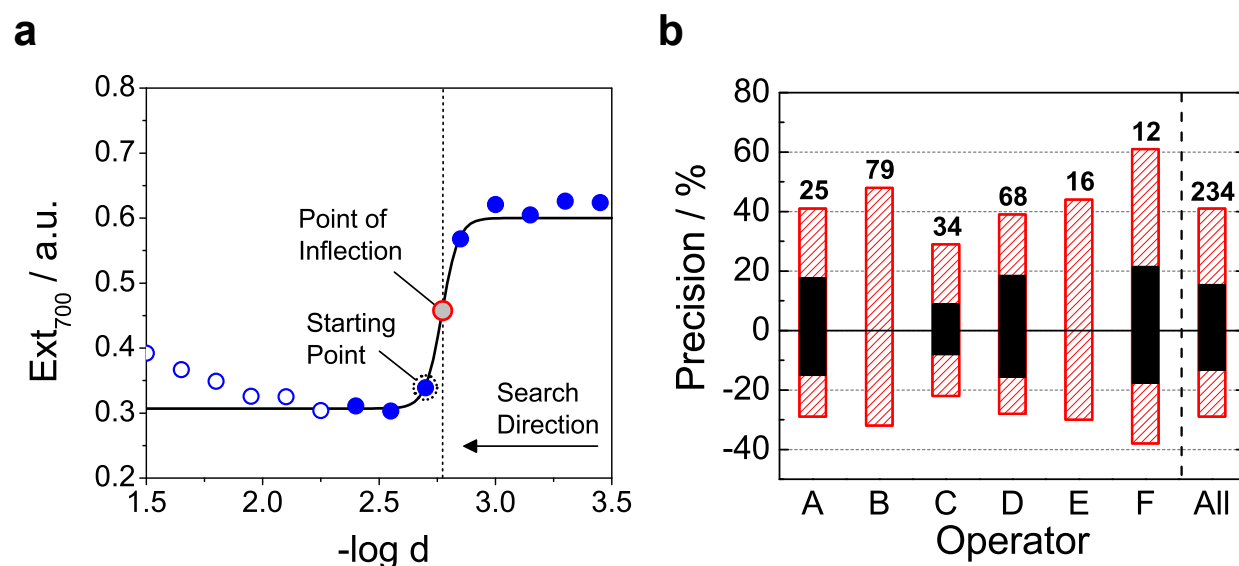 a
0.8
0.7
0.6
0.5
0.4
0.3
0.2
Ext700 / a.u.
Point of
Inflection
Starting
Point
Search
Direction
1.5
2.0
2.5
3.0
3.5
-log d
b
80
60
40
20
0
-20
-40
Precision / %
25
79
34
68
16
12
234
A
B
C
D
E
F
All
Operator